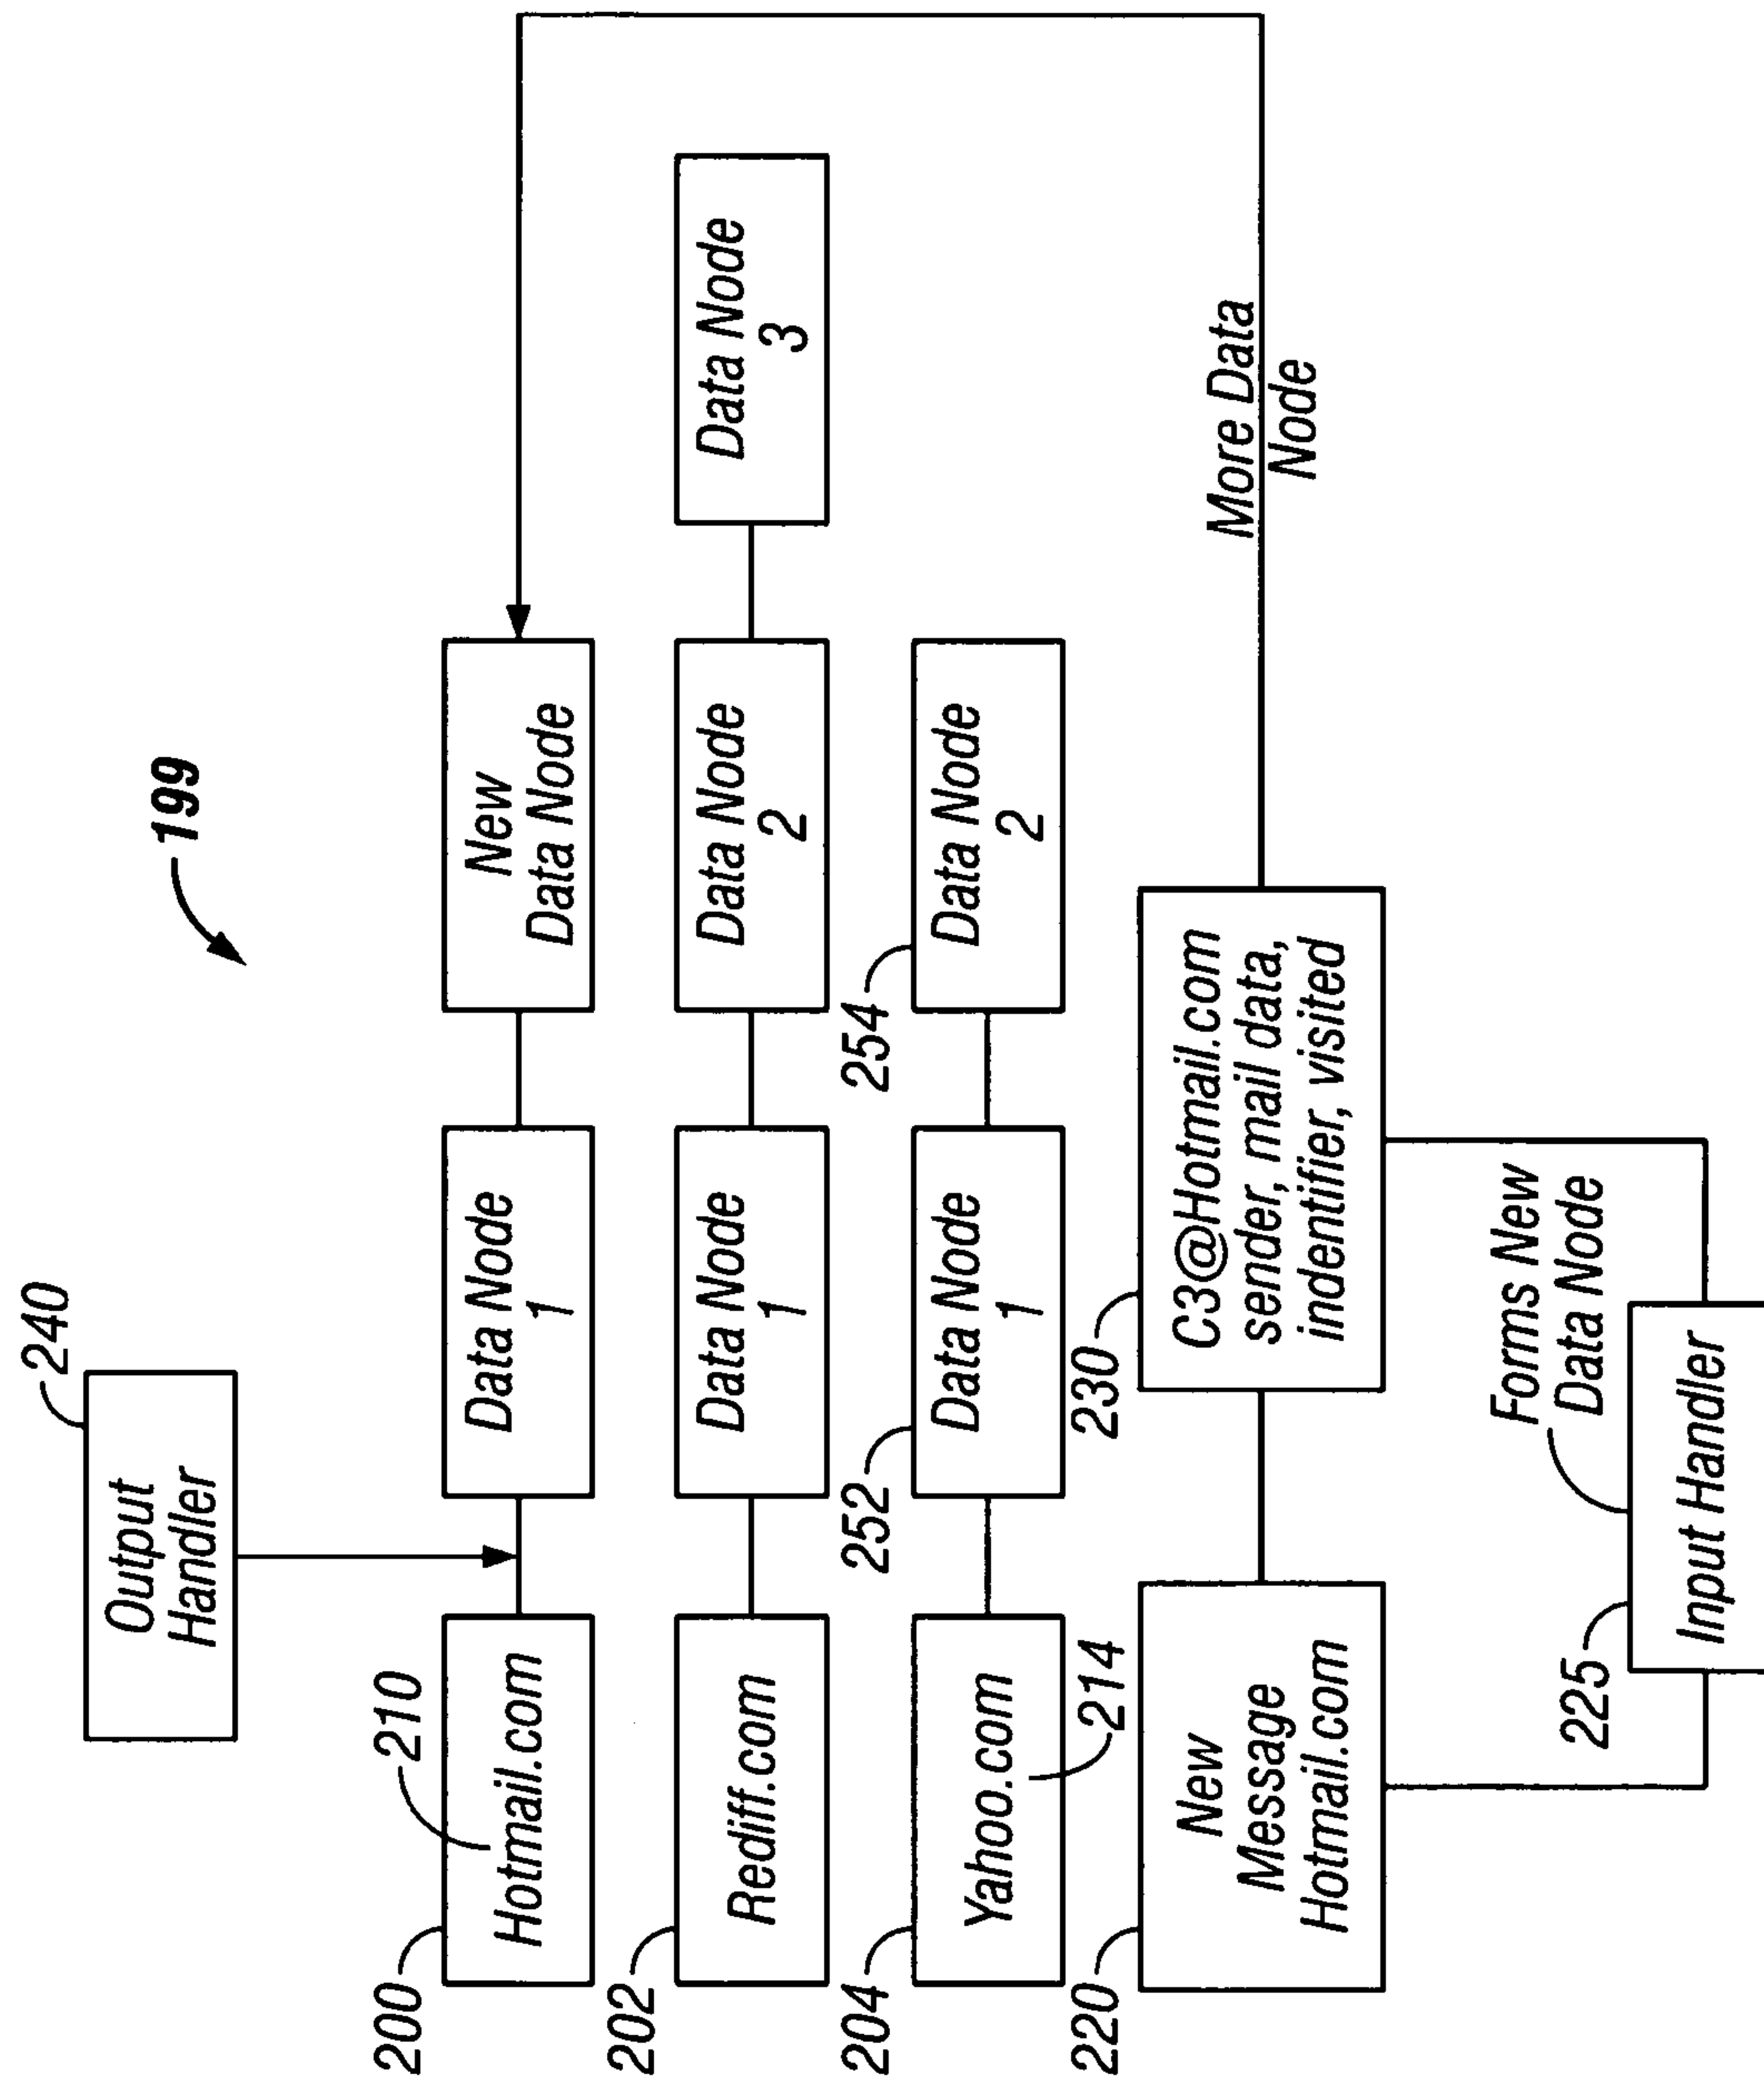 199
240
Output
Handler
200
210
Hotmail.com
Data Node
1
New
Data Node
202
Rediff.com
Data Node
1
Data Node
2
Data Node
3
204
Yahoo.com
214
252
Data Node
1
254
Data Node
2
220
New
Message
Hotmail.com
230
C3@Hotmail.com
sender, mail data,
indentifier, visited
More Data
Node
225
Input Handler
Forms New
Data Node